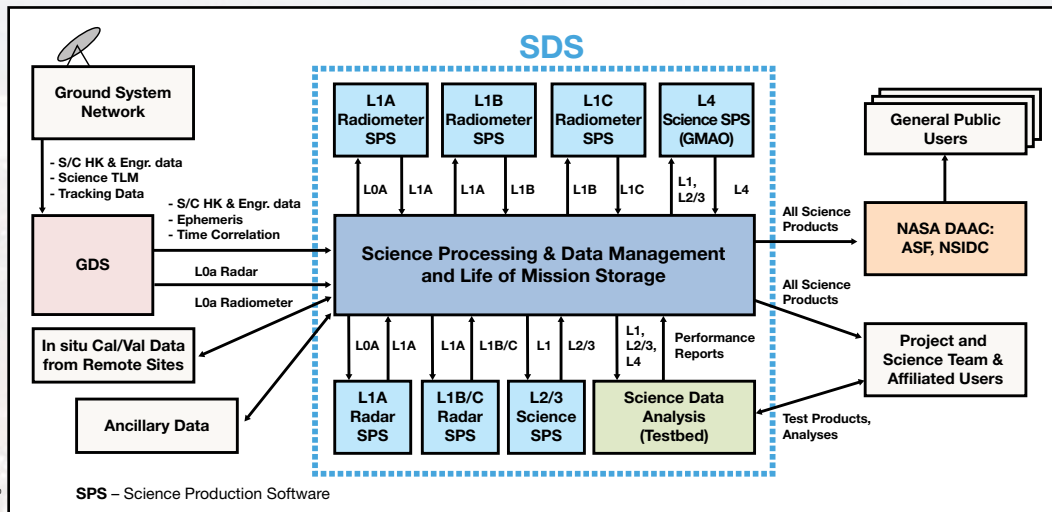 SDS
Ground System
Network
- S/C HK & Engr. data
- Science TLM
- Tracking Data
GDS
- S/C HK & Engr. data
- Ephemeris
- Time Correlation
L0a Radar
L0a Radiometer
In situ Cal/Val Data
from Remote Sites
Ancillary Data
L1A
Radiometer
SPS
L1B
Radiometer
SPS
L1C
Radiometer
SPS
L4
Science SPS
(GMAO)
L0A
L1A
L1A
L1B
L1B
L1C
L1,
L2/3
L4
Science Processing & Data Management
and Life of Mission Storage
L0A
L1A
L1A
L1B/C
L1
L2/3
L1,
L2/3,
L4
Performance
Reports
L1A
Radar
SPS
L1B/C
Radar
SPS
L2/3
Science
SPS
Science Data
Analysis
(Testbed)
General Public
Users
All Science
Products
NASA DAAC:
ASF, NSIDC
All Science
Products
Project and
Science Team &
Affiliated Users
Test Products,
Analyses
SPS – Science Production Software